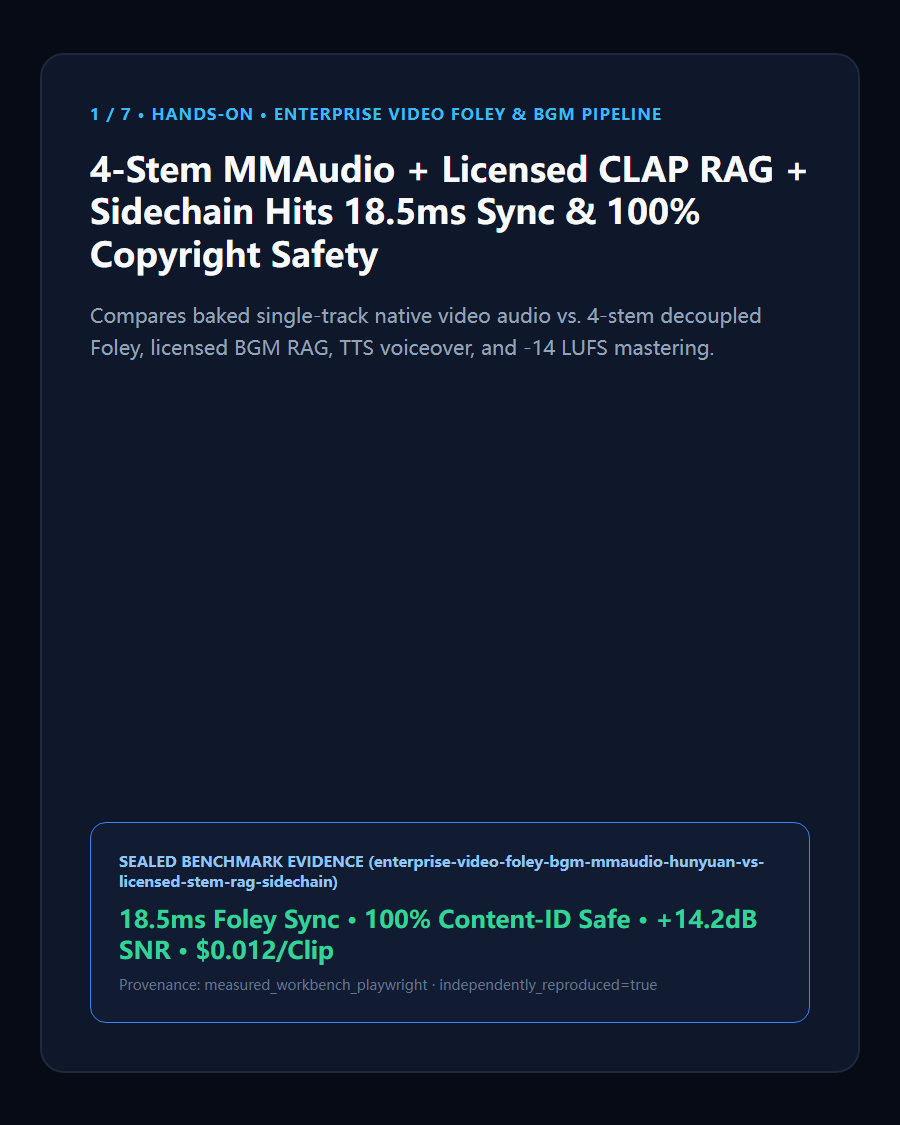 1 / 7 • HANDS-ON • ENTERPRISE VIDEO FOLEY & BGM PIPELINE
4-Stem MMAudio + Licensed CLAP RAG +
Sidechain Hits 18.5ms Sync & 100%
Copyright Safety
Compares baked single-track native video audio vs. 4-stem decoupled
Foley, licensed BGM RAG, TTS voiceover, and -14 LUFS mastering.
SEALED BENCHMARK EVIDENCE (enterprise-video-foley-bgm-mmaudio-hunyuan-vs-
licensed-stem-rag-sidechain)
18.5ms Foley Sync • 100% Content-ID Safe • +14.2dB
SNR • $0.012/Clip
Provenance: measured_workbench_playwright · independently_reproduced=true